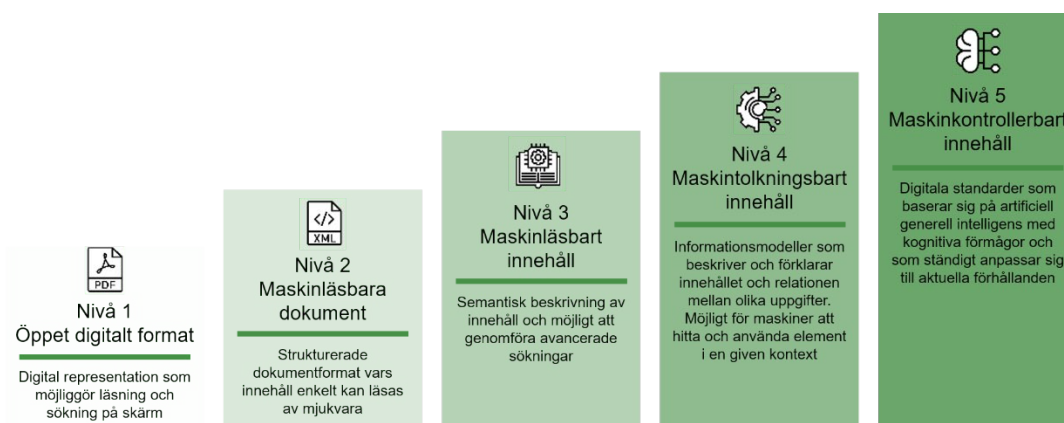 PDF
Nivå 1
Öppet digitalt format
Digital representation som
möjliggör läsning och
sökning på skärm
</>
XML
Nivå 2
Maskinläsbara
dokument
Strukturerade
dokumentformat vars
innehåll enkelt kan läsas
av mjukvara
Nivå 3
Maskinläsbart
innehåll
Semantisk beskrivning av
innehåll och möjligt att
genomföra avancerade
sökningar
Nivå 4
Maskintolkningsbart
innehåll
Informationsmodeller som
beskriver och förklarar
innehållet och relationen
mellan olika uppgifter.
Möjligt för maskiner att
hitta och använda element
i en given kontext
Nivå 5
Maskinkontrollerbart
innehåll
Digitala standarder som
baserar sig på artificiell
generell intelligens med
kognitiva förmågor och
som ständigt anpassar sig
till aktuella förhållanden